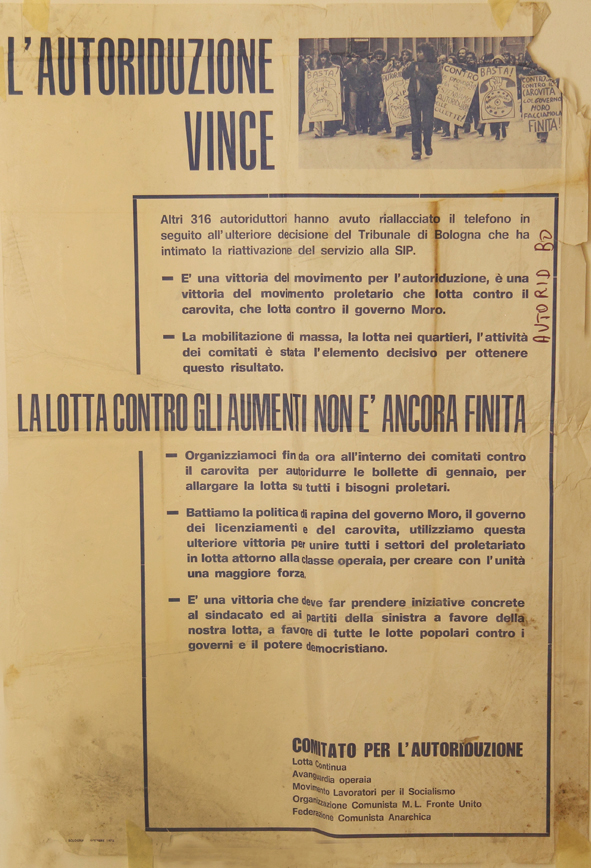 L'AUTORIDUZIONE
VINCE
BASTA!
CONTRO
BASTA!
CONTRO IL
CAROVITA
COL GOVERNO
MORO
FACCIAMOLA
FINITA!
Altri 316 autoriduttori hanno avuto riallacciato il telefono in
seguito all'ulteriore decisione del Tribunale di Bologna che ha
intimato la riattivazione del servizio alla SIP.
— E' una vittoria del movimento per l'autoriduzione, è una
vittoria del movimento proletario che lotta contro il
carovita, che lotta contro il governo Moro.
— La mobilitazione di massa, la lotta nei quartieri, l'attività
dei comitati è stata l'elemento decisivo per ottenere
questo risultato.
AUTORID BO
LA LOTTA CONTRO GLI AUMENTI NON E' ANCORA FINITA
— Organizziamoci fin da ora all'interno dei comitati contro
il carovita per autoridurre le bollette di gennaio, per
allargare la lotta su tutti i bisogni proletari.
— Battiamo la politica di rapina del governo Moro, il governo
dei licenziamenti e del carovita, utilizziamo questa
ulteriore vittoria per unire tutti i settori del proletariato
in lotta attorno alla classe operaia, per creare con l'unità
una maggiore forza.
— E' una vittoria che deve far prendere iniziative concrete
al sindacato ed ai partiti della sinistra a favore della
nostra lotta, a favore di tutte le lotte popolari contro i
governi e il potere democristiano.
COMITATO PER L'AUTORIDUZIONE
Lotta Continua
Avanguardia operaia
Movimento Lavoratori per il Socialismo
Organizzazione Comunista M.L. Fronte Unito
Federazione Comunista Anarchica